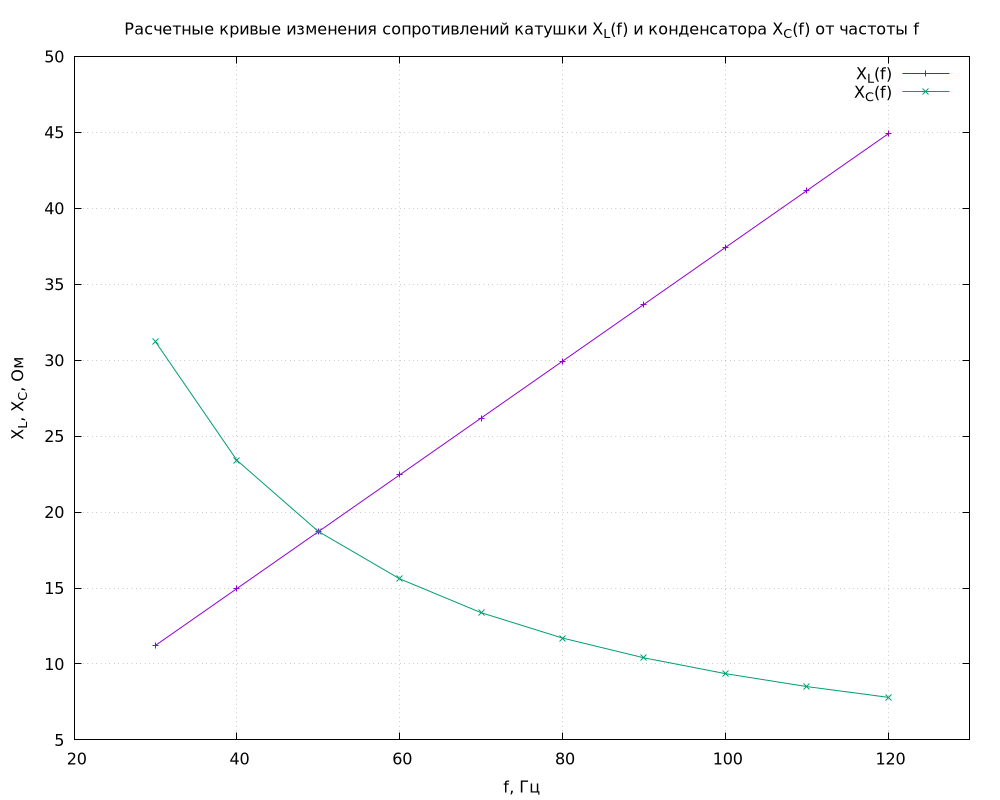 Расчетные кривые изменения сопротивлений катушки X_L(f) и конденсатора X_C(f) от частоты f
X_L(f)
X_C(f)
50
45
40
35
30
25
20
15
10
5
X_L, X_C, Ом
20 40 60 80 100 120
f, Гц